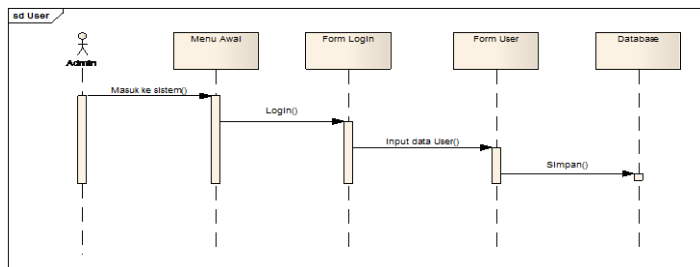 sd User
Menu Awal
Form Login
Form User
Database
Admin
Masuk ke sistem()
Login()
Input data User()
Simpan()